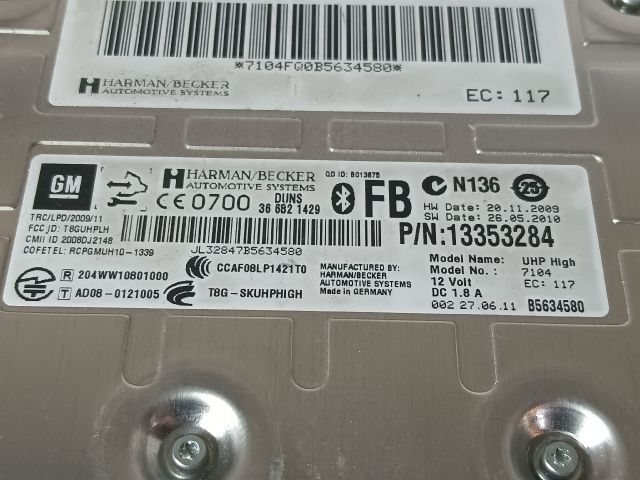 *7104FQ0B5634580*
HARMAN/BECKER
AUTOMOTIVE SYSTEMS
EC: 117
GM
HARMAN/BECKER
AUTOMOTIVE SYSTEMS
QD ID: B013675
CE0700
DUNS
36 682 1429
FB
N136
25
HW Date: 20.11.2009
SW Date: 26.05.2010
TRC/LPD/2009/11
FCC JD: T8GUHPLH
CMII ID 2008DJ2148
COFETEL: RCPGMUH10-1339
JL32847B5634580
P/N:13353284
R 204WW10801000
CCAF08LP1421T0
T AD08-0121005
T8G-SKUHPHIGH
MANUFACTURED BY:
HARMAN/BECKER
AUTOMOTIVE SYSTEMS
Made in GERMANY
Model Name: UHP High
Model No.: 7104
12 Volt EC: 117
DC 1.8 A
002 27.06.11 B5634580